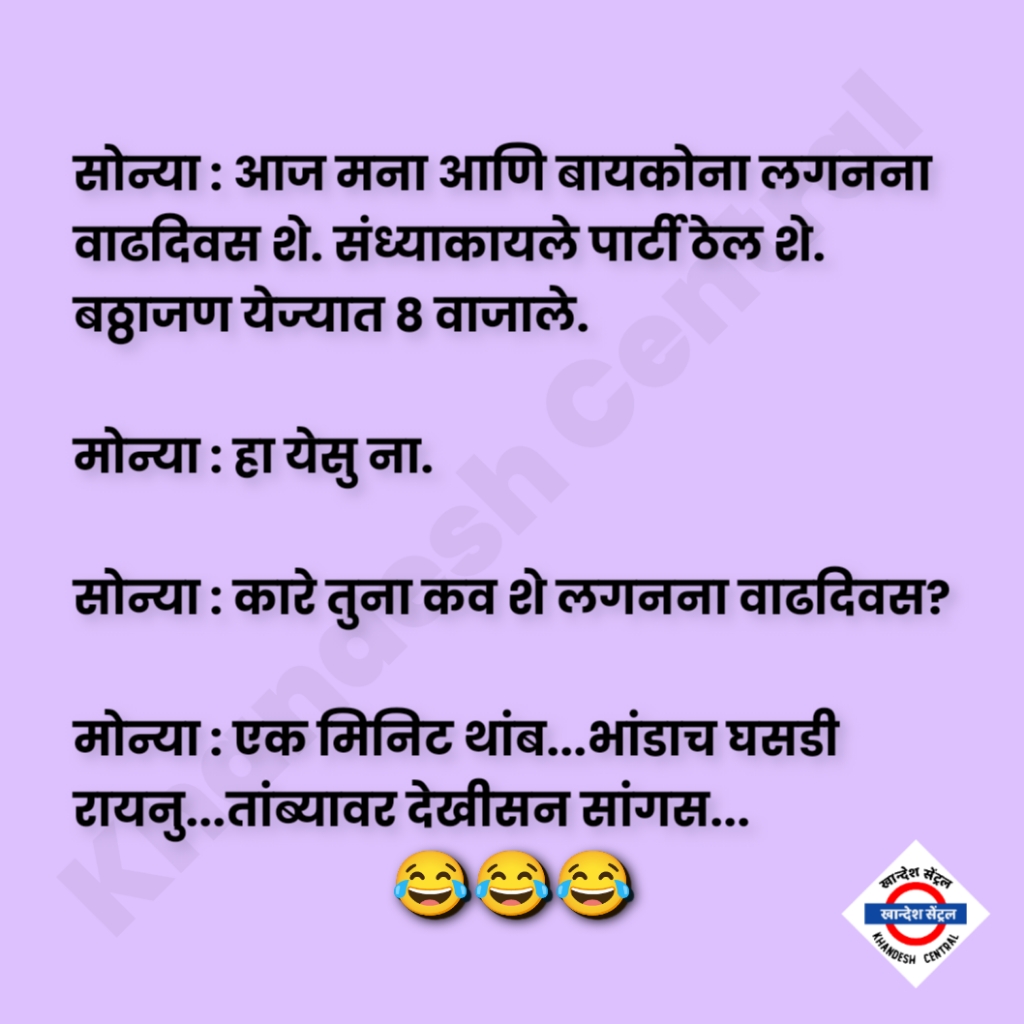 सोन्या : आज मना आणि बायकोना लगनना
वाढदिवस शे. संध्याकायले पार्टी ठेल शे.
बठ्ठाजण येज्यात 8 वाजाले.
मोन्या : हा येसु ना.
सोन्या : कारे तुना कव शे लगनना वाढदिवस?
मोन्या : एक मिनिट थांब...भांडाच घसडी
रायनु...तांब्यावर देखीसन सांगस...
😂😂😂
Khandesh Central
खान्देश सेंट्रल
खान्देश सेंट्रल
KHANDESH CENTRAL